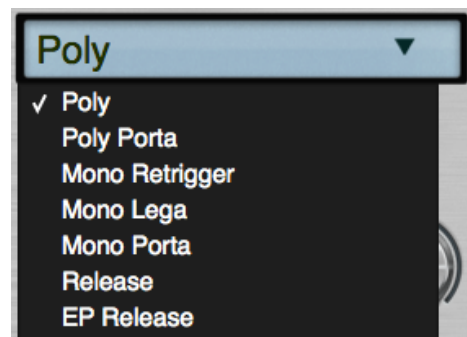 Poly
✓ Poly
Poly Porta
Mono Retrigger
Mono Lega
Mono Porta
Release
EP Release